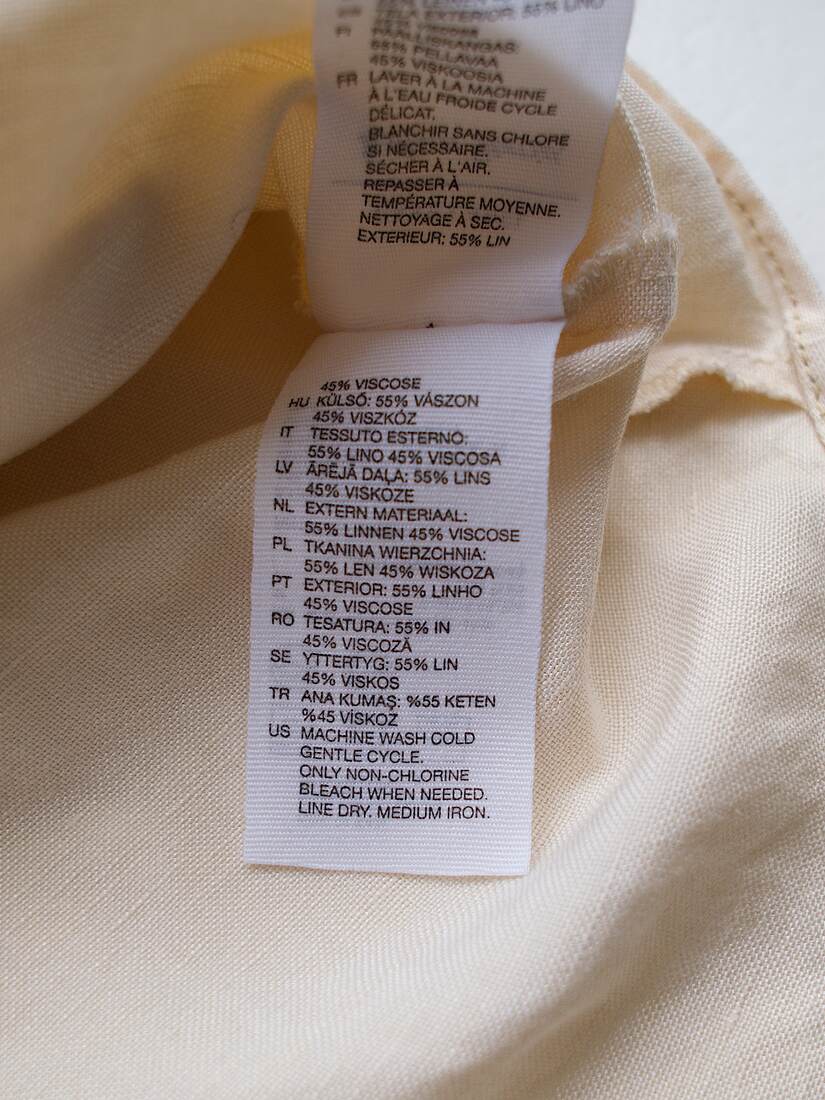 TELA EXTERIOR: 55% LINO
FI PÄÄLLISKANGAS:
55% PELLAVAA
45% VISKOOSIA
FR LAVER À LA MACHINE
À L'EAU FROIDE CYCLE
DÉLICAT.
BLANCHIR SANS CHLORE
SI NÉCESSAIRE.
SÉCHER À L'AIR.
REPASSER À
TEMPÉRATURE MOYENNE.
NETTOYAGE À SEC.
EXTERIEUR: 55% LIN
45% VISCOSE
HU KÜLSŐ: 55% VÁSZON
45% VISZKÓZ
IT TESSUTO ESTERNO:
55% LINO 45% VISCOSA
LV ĀRĒJĀ DAĻA: 55% LINS
45% VISKOZE
NL EXTERN MATERIAAL:
55% LINNEN 45% VISCOSE
PL TKANINA WIERZCHNIA:
55% LEN 45% WISKOZA
PT EXTERIOR: 55% LINHO
45% VISCOSE
RO TESATURA: 55% IN
45% VISCOZĂ
SE YTTERTYG: 55% LIN
45% VISKOS
TR ANA KUMAŞ: %55 KETEN
%45 VİSKOZ
US MACHINE WASH COLD
GENTLE CYCLE.
ONLY NON-CHLORINE
BLEACH WHEN NEEDED.
LINE DRY. MEDIUM IRON.